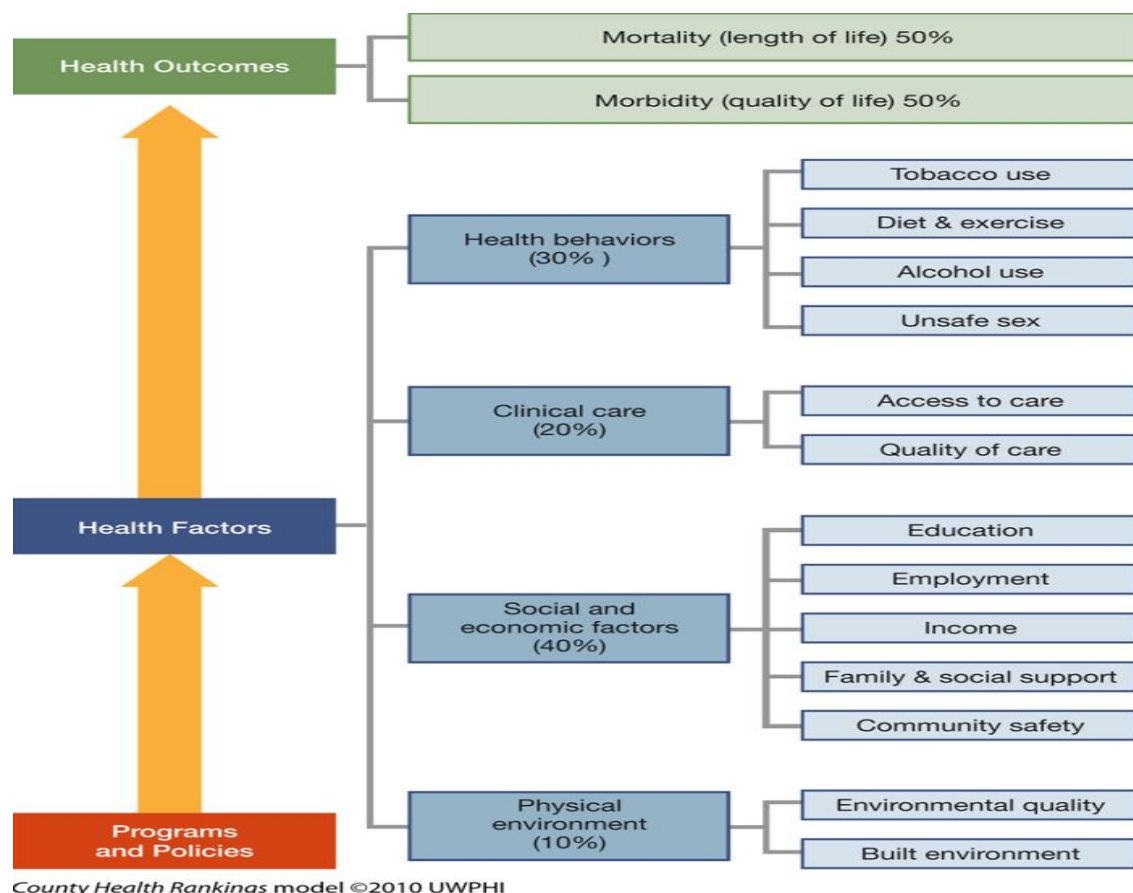 Health Outcomes
Mortality (length of life) 50%
Morbidity (quality of life) 50%
Health Factors
Health behaviors
(30% )
Tobacco use
Diet & exercise
Alcohol use
Unsafe sex
Clinical care
(20%)
Access to care
Quality of care
Social and
economic factors
(40%)
Education
Employment
Income
Family & social support
Community safety
Physical
environment
(10%)
Environmental quality
Built environment
Programs
and Policies
County Health Rankings model ©2010 UWPHI